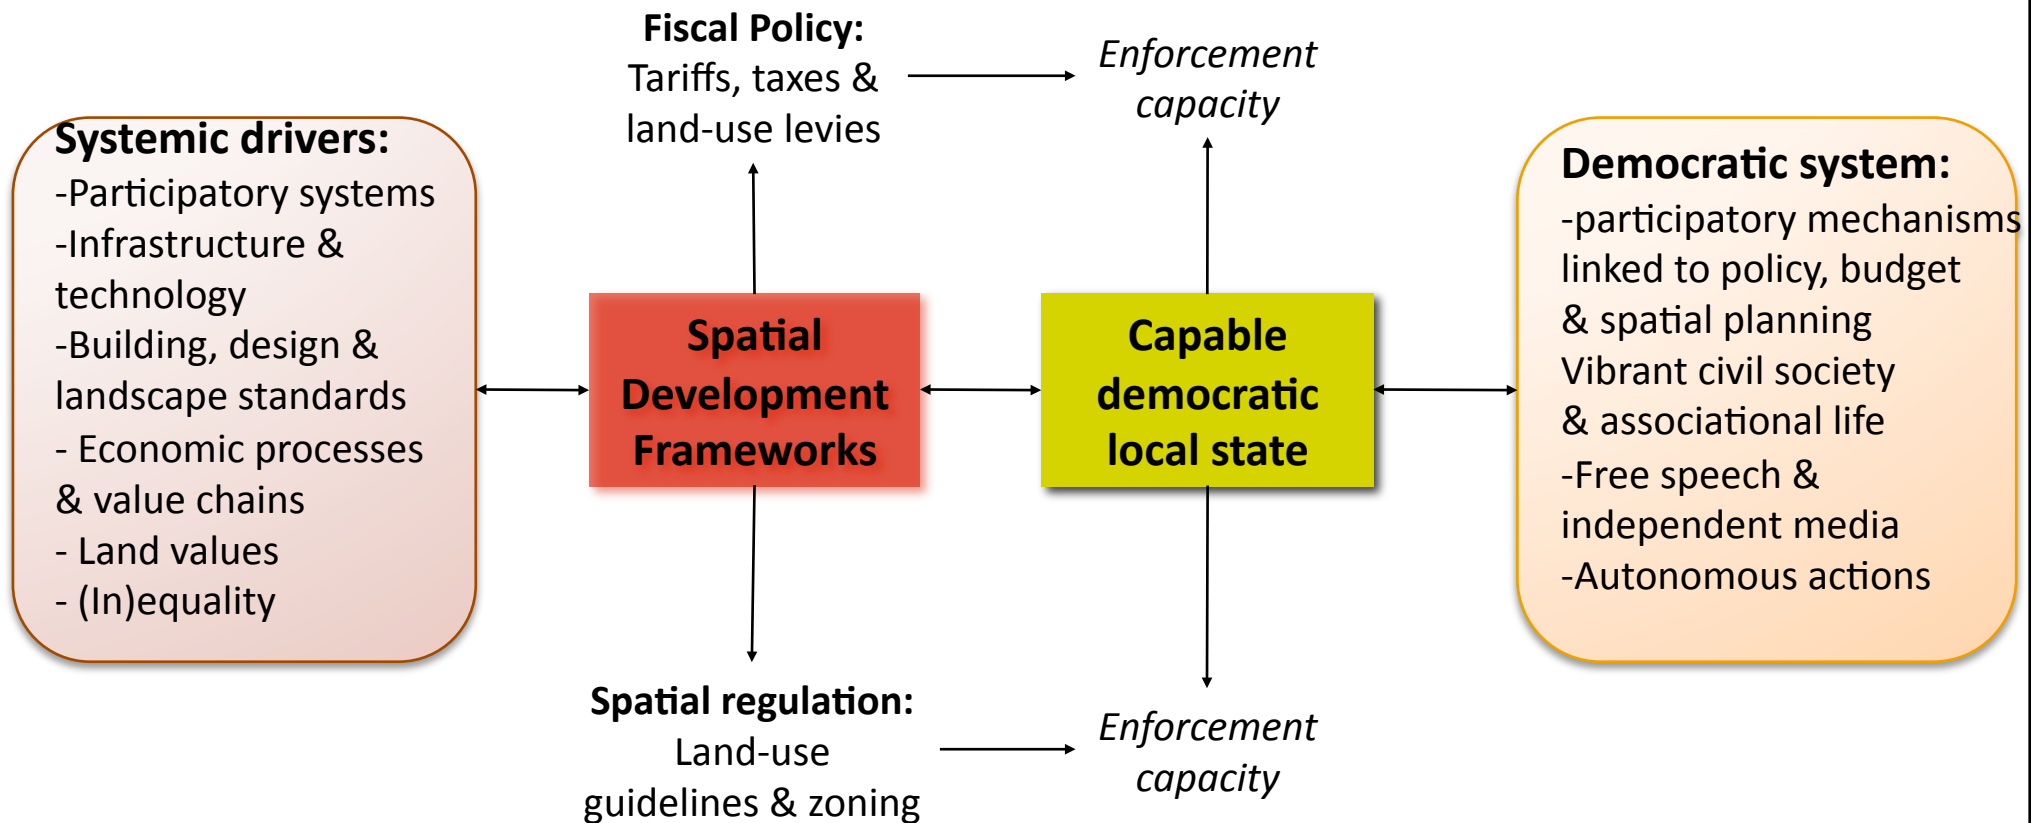 Fiscal Policy:
Tariffs, taxes &
land-use levies
Enforcement
capacity
Systemic drivers:
-Participatory systems
-Infrastructure &
technology
-Building, design &
landscape standards
- Economic processes
& value chains
- Land values
- (In)equality
Spatial
Development
Frameworks
Capable
democratic
local state
Democratic system:
-participatory mechanisms
linked to policy, budget
& spatial planning
Vibrant civil society
& associational life
-Free speech &
independent media
-Autonomous actions
Spatial regulation:
Land-use
guidelines & zoning
Enforcement
capacity